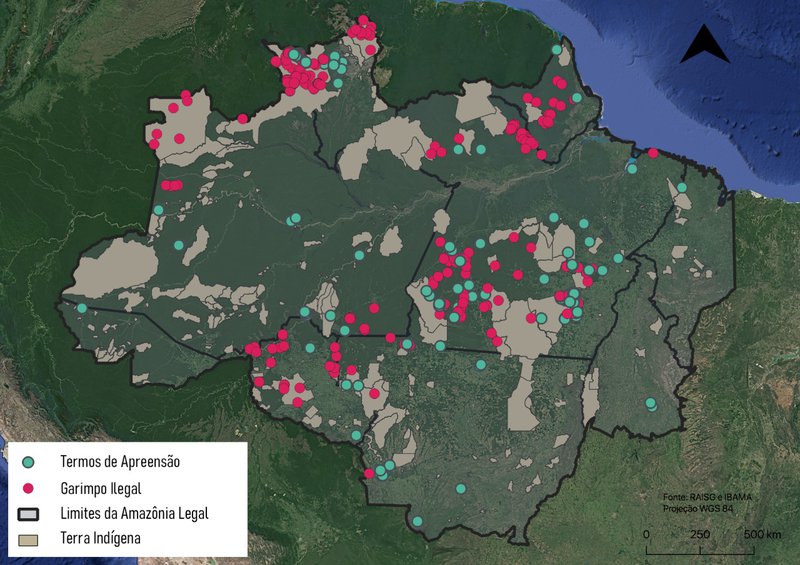 Termos de Apreensão
Garimpo Ilegal
Limites da Amazônia Legal
Terra Indígena
Fonte: RAISG e IBAMA
Projeção WGS 84
0 250 500 km